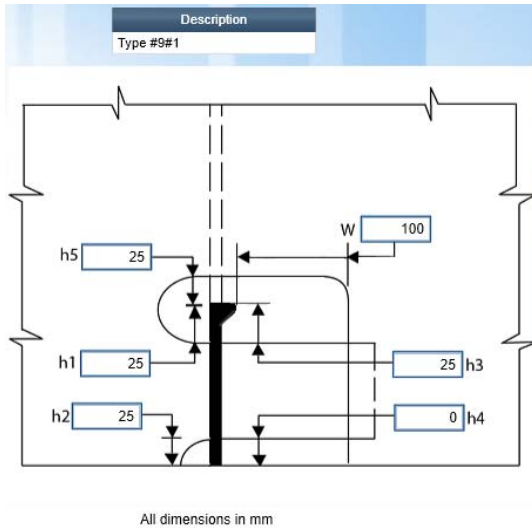 Description
Type #9#1
W 100
h5 25
h1 25
25 h3
h2 25
0 h4
All dimensions in mm